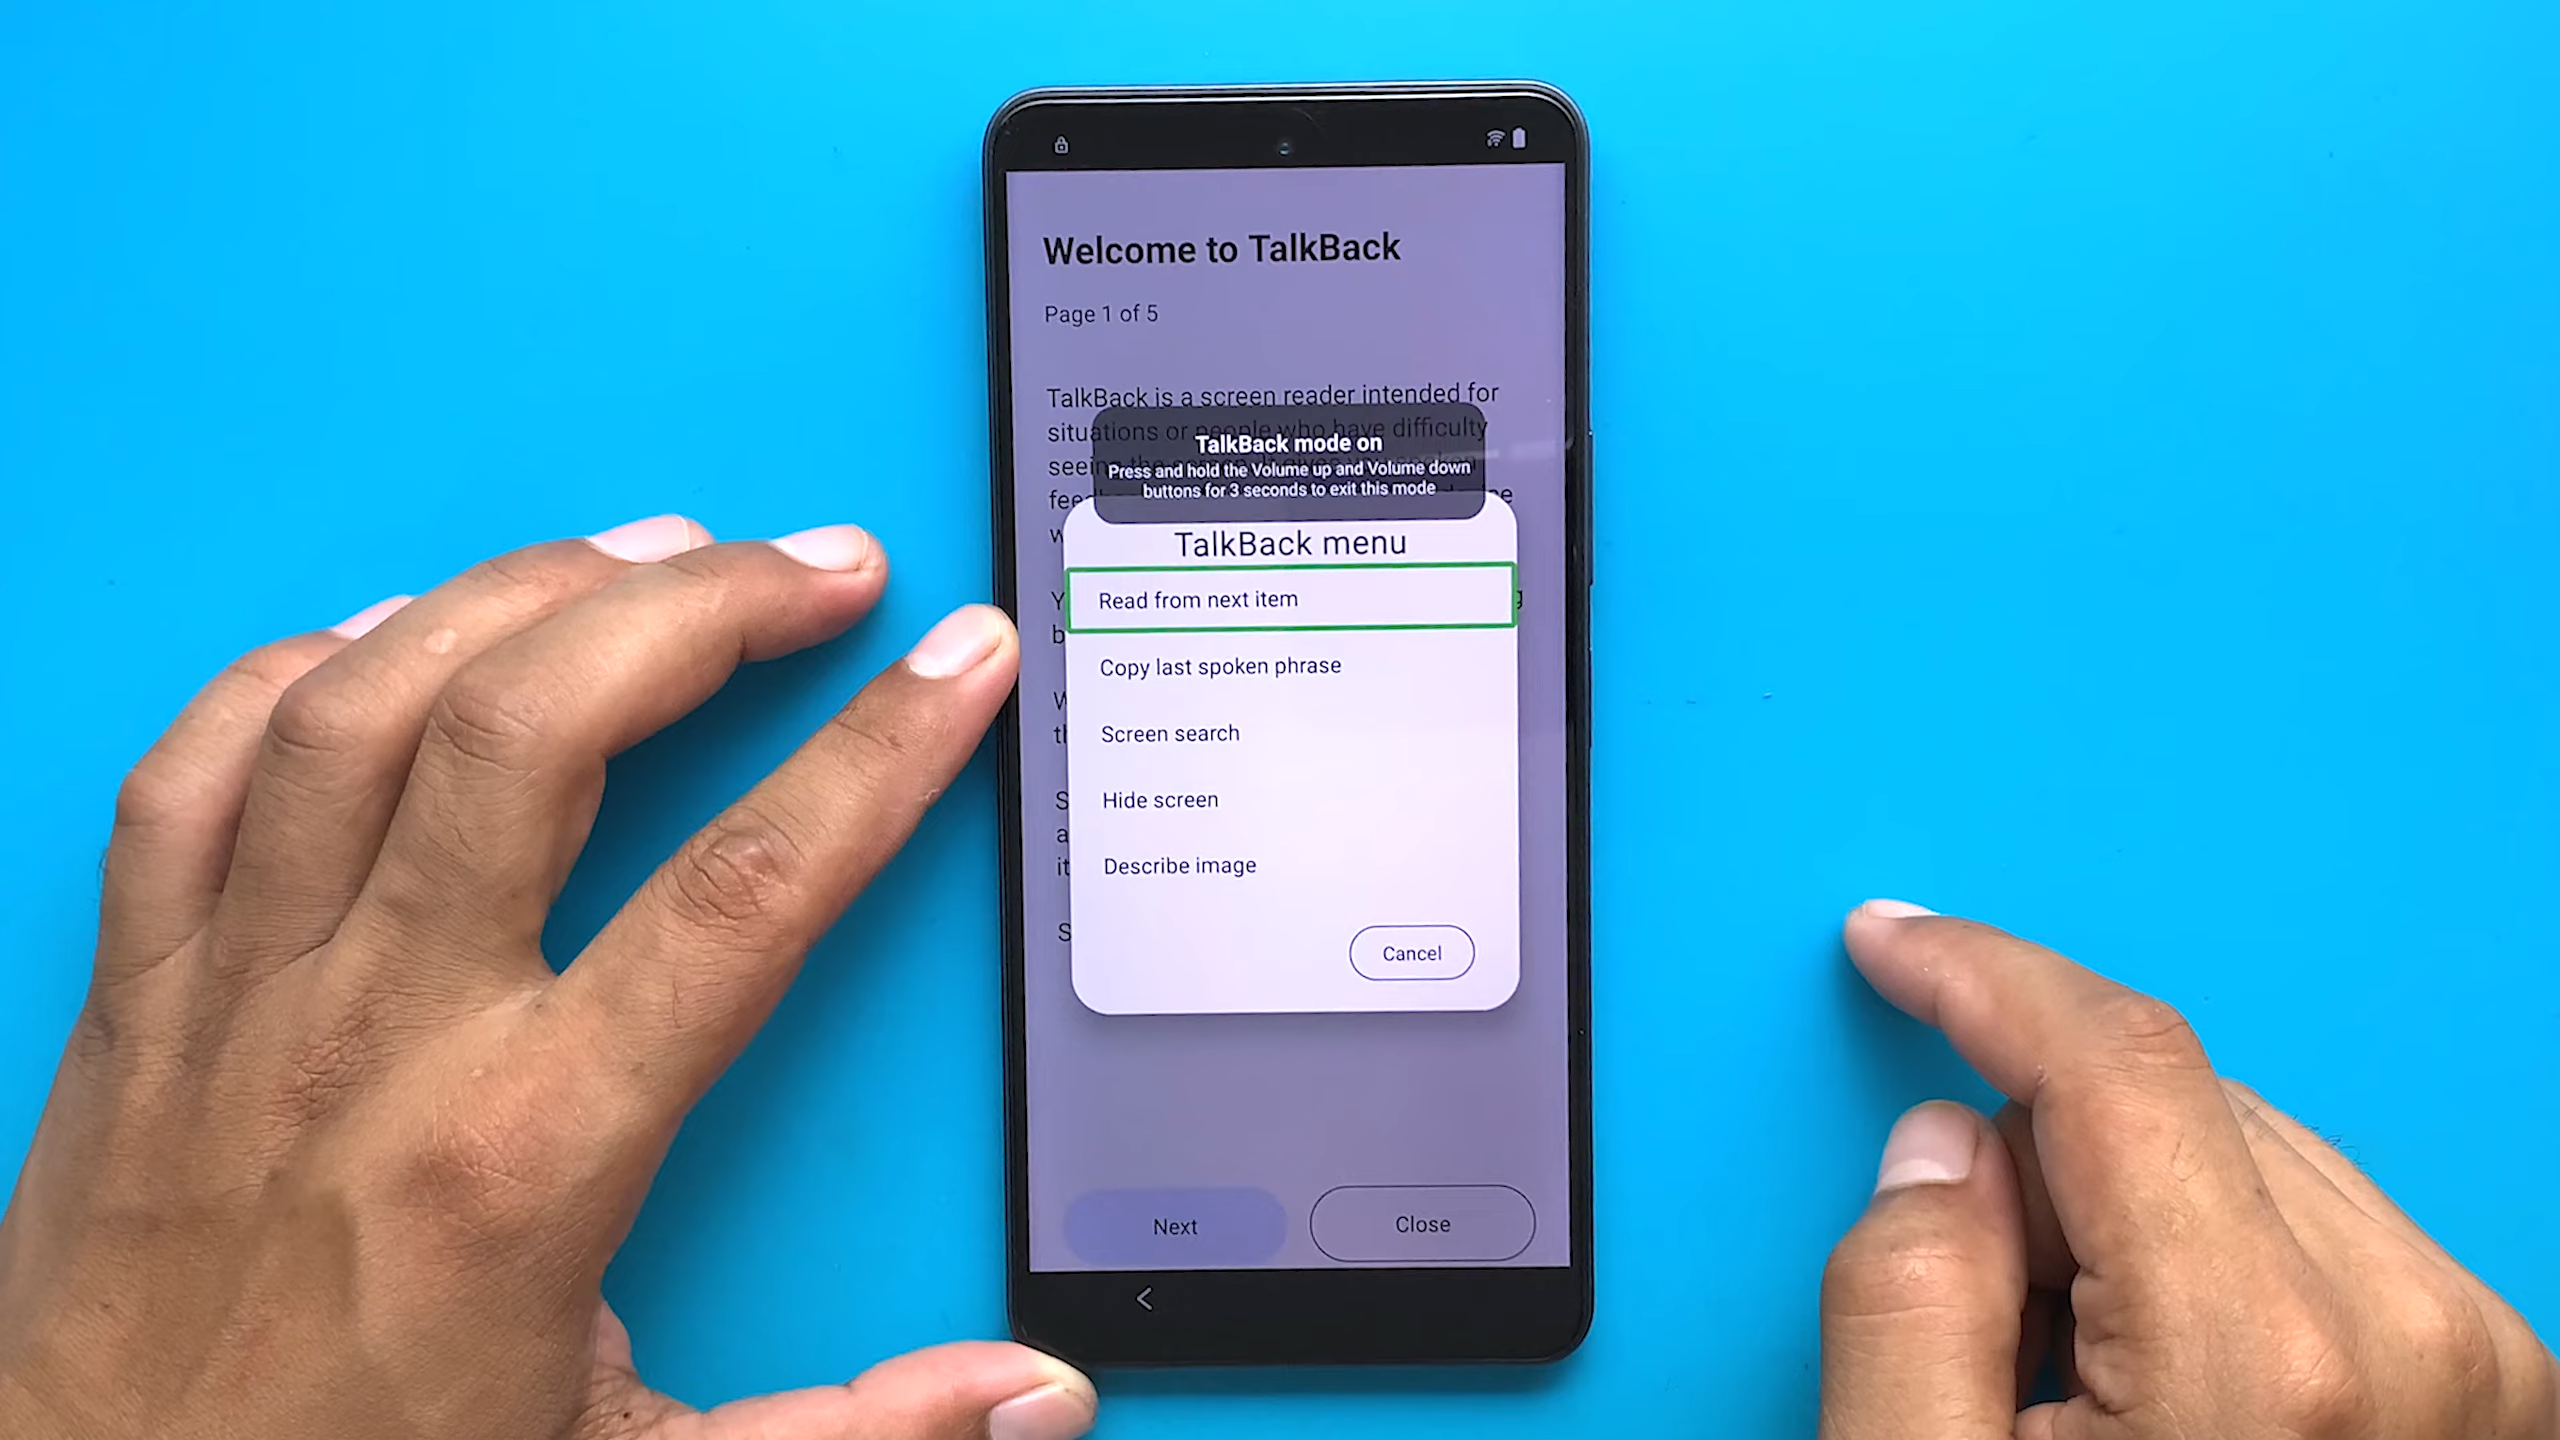 Welcome to TalkBack
Page 1 of 5
TalkBack is a screen reader intended for
situations or people who have difficulty
TalkBack mode on
Press and hold the Volume up and Volume down
buttons for 3 seconds to exit this mode
TalkBack menu
Read from next item
Copy last spoken phrase
Screen search
Hide screen
Describe image
Cancel
Next
Close